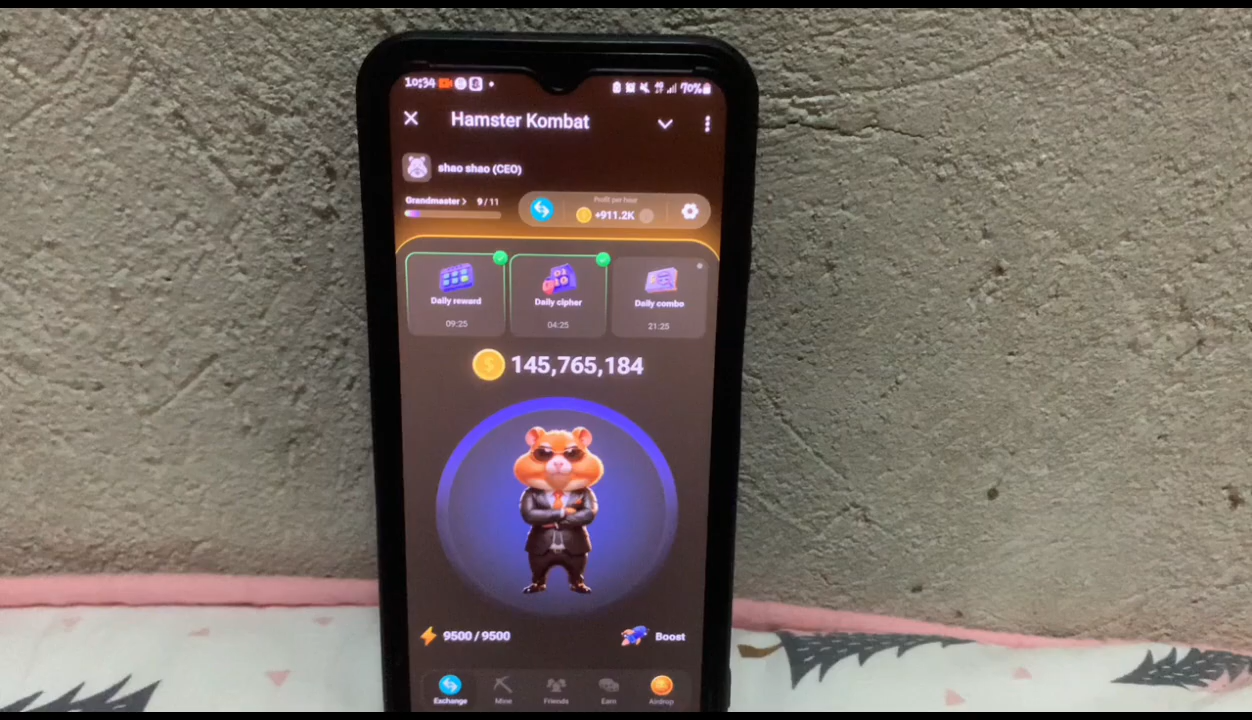 10:34
70%
Hamster Kombat
shao shao (CEO)
Grandmaster > 9/11
Profit per hour
+911.2K
Daily reward
09:25
Daily cipher
04:25
Daily combo
21:25
145,765,184
9500 / 9500
Boost
Exchange
Mine
Friends
Earn
Airdrop